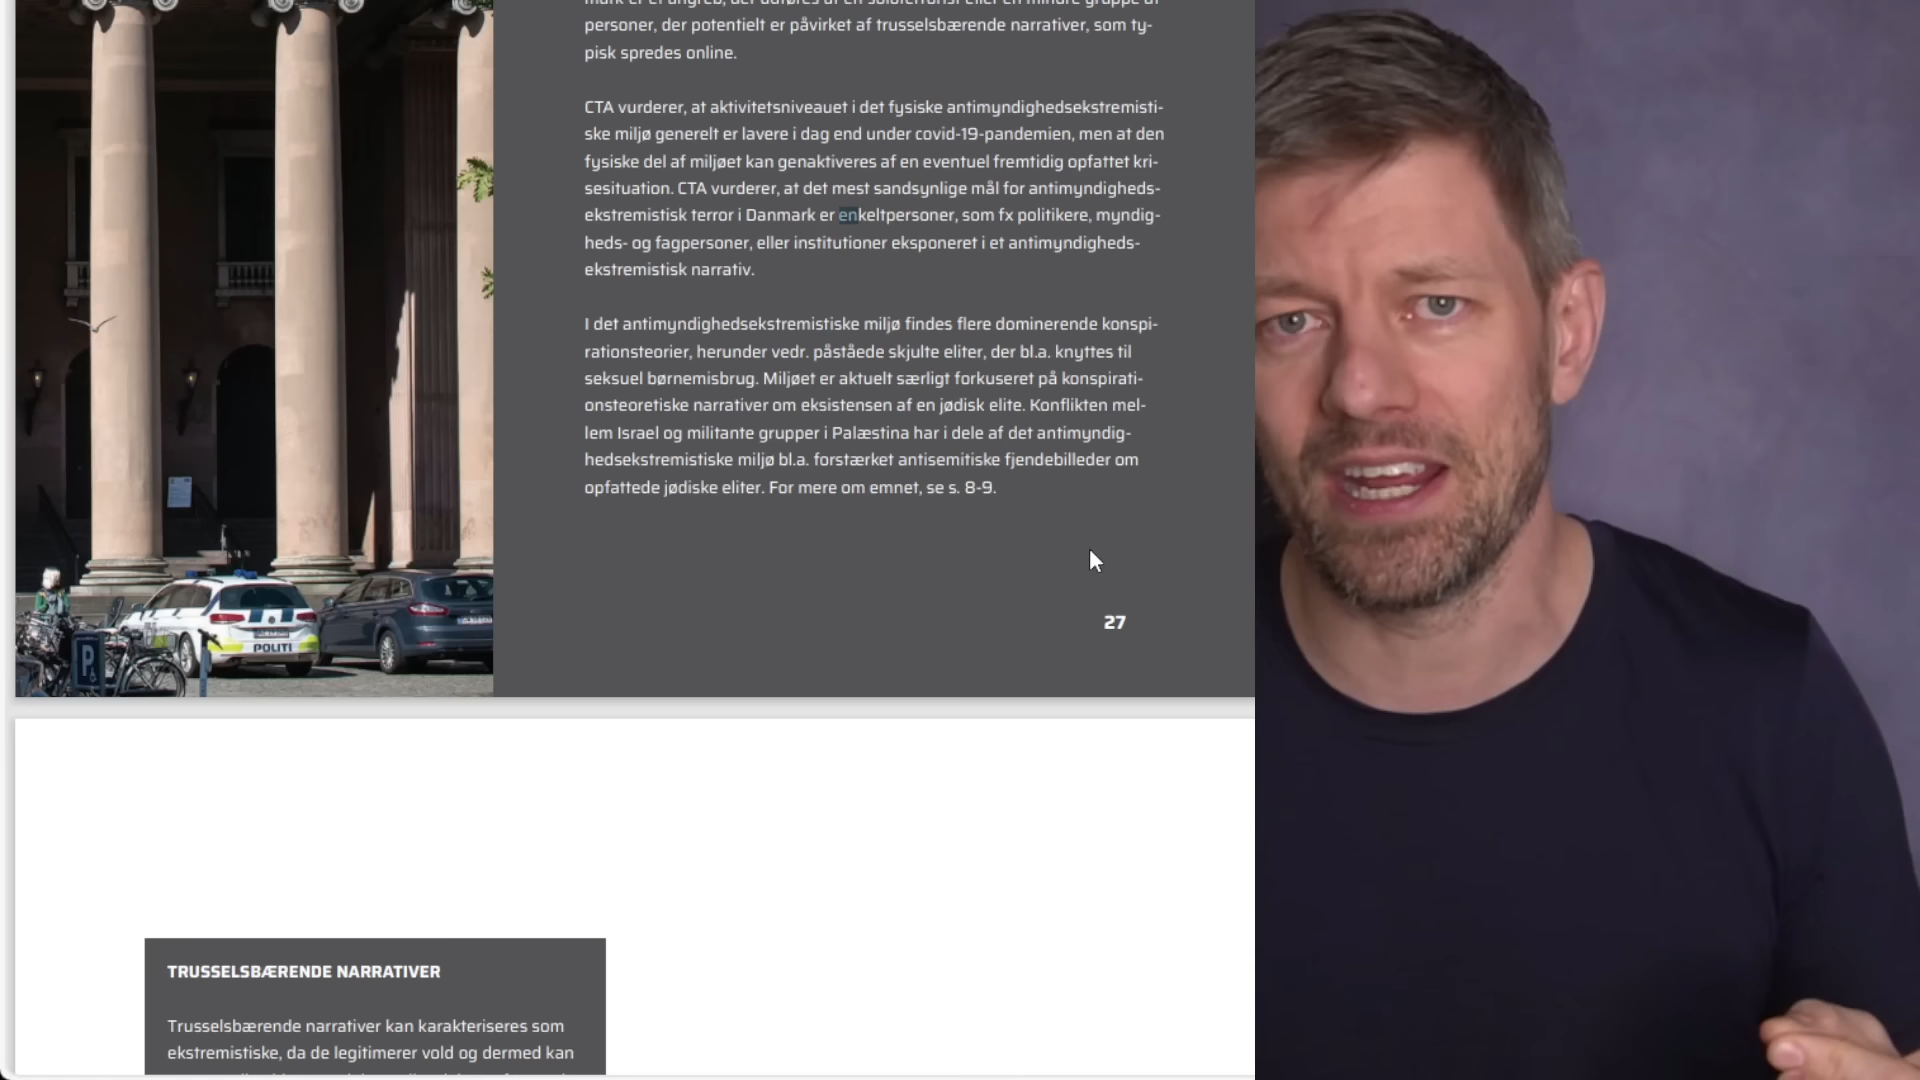 personer, der potentielt er påvirket af trusselsbærende narrativer, som ty-
pisk spredes online.
CTA vurderer, at aktivitetsniveauet i det fysiske antimyndighedsekstremisti-
ske miljø generelt er lavere i dag end under covid-19-pandemien, men at den
fysiske del af miljøet kan genaktiveres af en eventuel fremtidig opfattet kri-
sesituation. CTA vurderer, at det mest sandsynlige mål for antimyndigheds-
ekstremistisk terror i Danmark er enkeltpersoner, som fx politikere, myndig-
heds- og fagpersoner, eller institutioner eksponeret i et antimyndigheds-
ekstremistisk narrativ.
I det antimyndighedsekstremistiske miljø findes flere dominerende konspi-
rationsteorier, herunder vedr. påståede skjulte eliter, der bl.a. knyttes til
seksuel børnemisbrug. Miljøet er aktuelt særligt forkuseret på konspirati-
onsteoretiske narrativer om eksistensen af en jødisk elite. Konflikten mel-
lem Israel og militante grupper i Palæstina har i dele af det antimyndig-
hedsekstremistiske miljø bl.a. forstærket antisemitiske fjendebilleder om
opfattede jødiske eliter. For mere om emnet, se s. 8-9.
27
POLITI
P
TRUSSELSBÆRENDE NARRATIVER
Trusselsbærende narrativer kan karakteriseres som
ekstremistiske, da de legitimerer vold og dermed kan